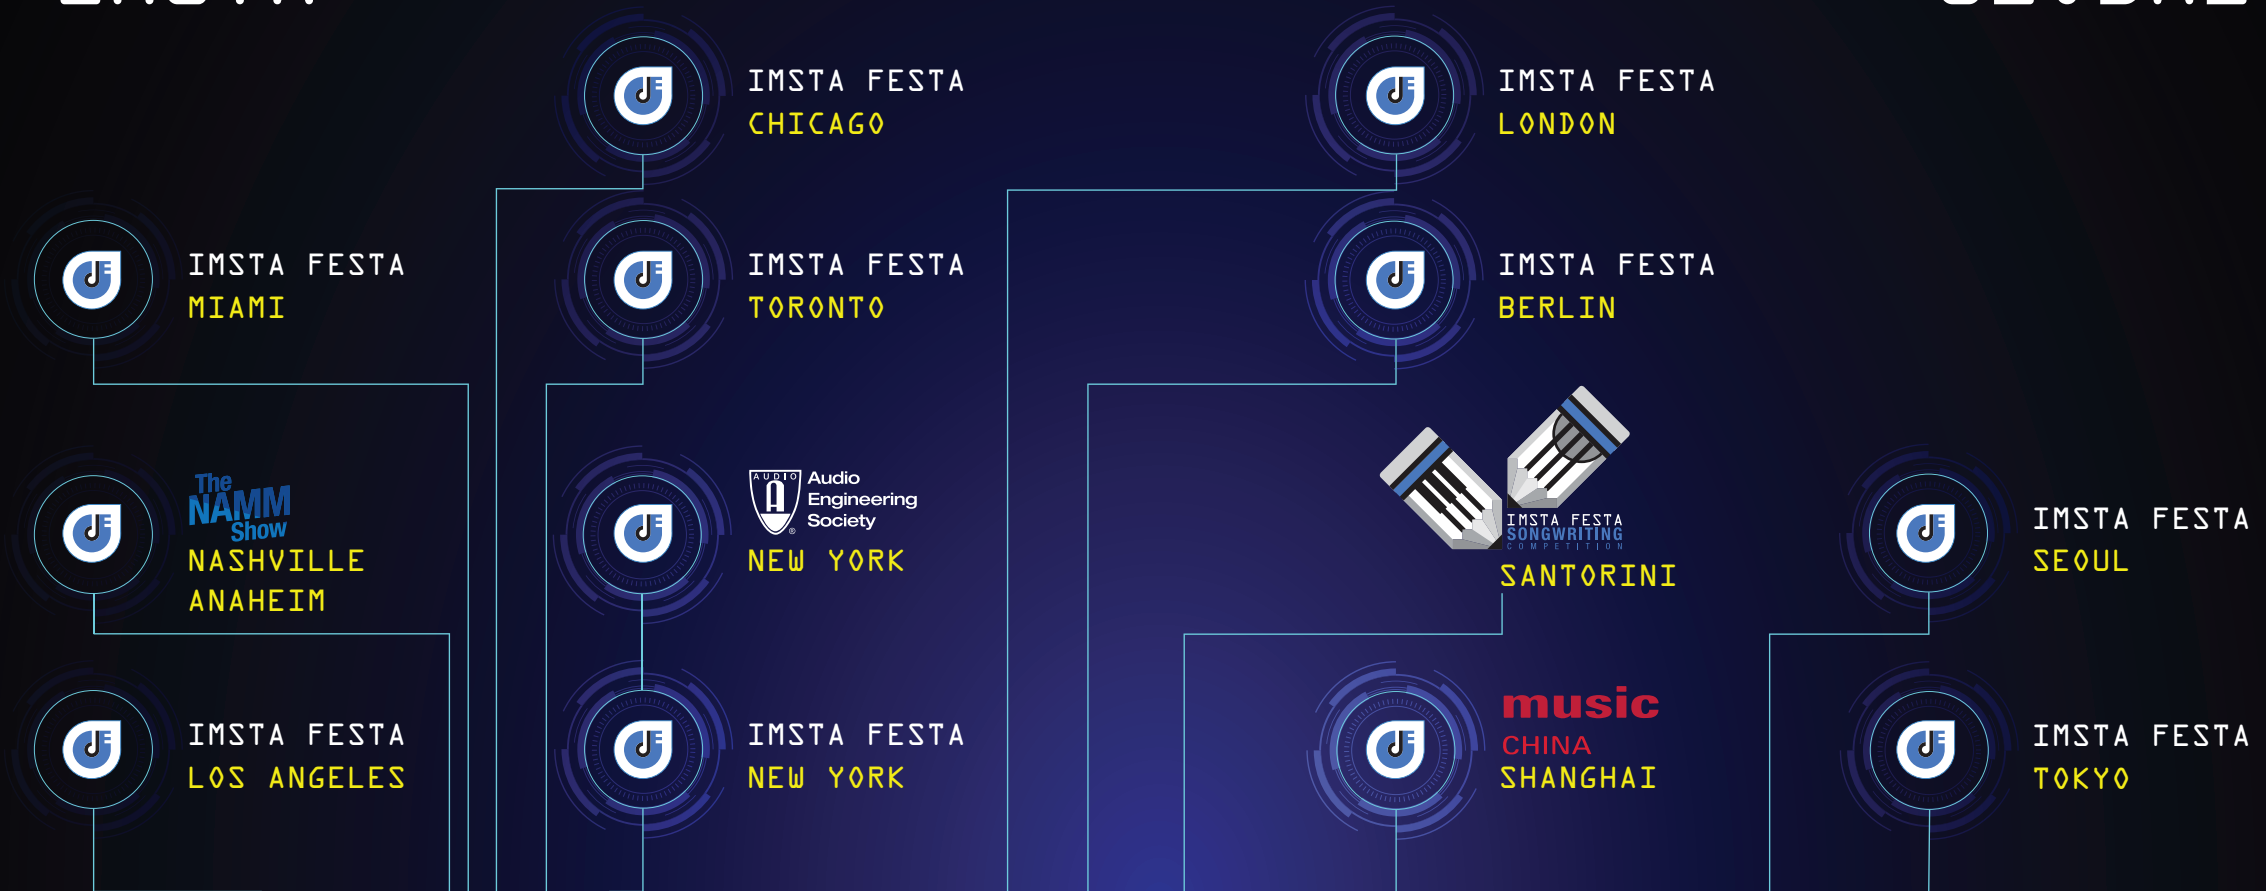 IMSTA FESTA
CHICAGO
IMSTA FESTA
LONDON
IMSTA FESTA
MIAMI
IMSTA FESTA
TORONTO
IMSTA FESTA
BERLIN
The
NAMM
Show
NASHVILLE
ANAHEIM
AUDIO
A
Audio
Engineering
Society
®
NEW YORK
IMSTA FESTA
SONGWRITING
COMPETITION
SANTORINI
IMSTA FESTA
SEOUL
IMSTA FESTA
LOS ANGELES
IMSTA FESTA
NEW YORK
music
CHINA
SHANGHAI
IMSTA FESTA
TOKYO